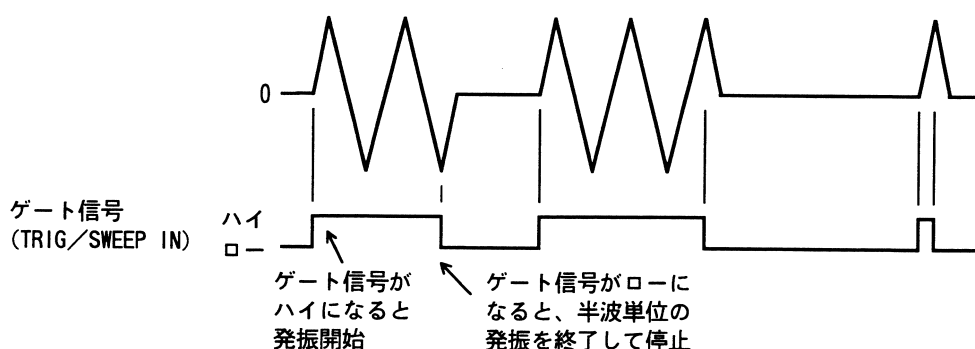 0
ゲート信号
(TRIG／SWEEP IN)
ハイ
ロー
ゲート信号が
ハイになると
発振開始
ゲート信号がローに
なると、半波単位の
発振を終了して停止